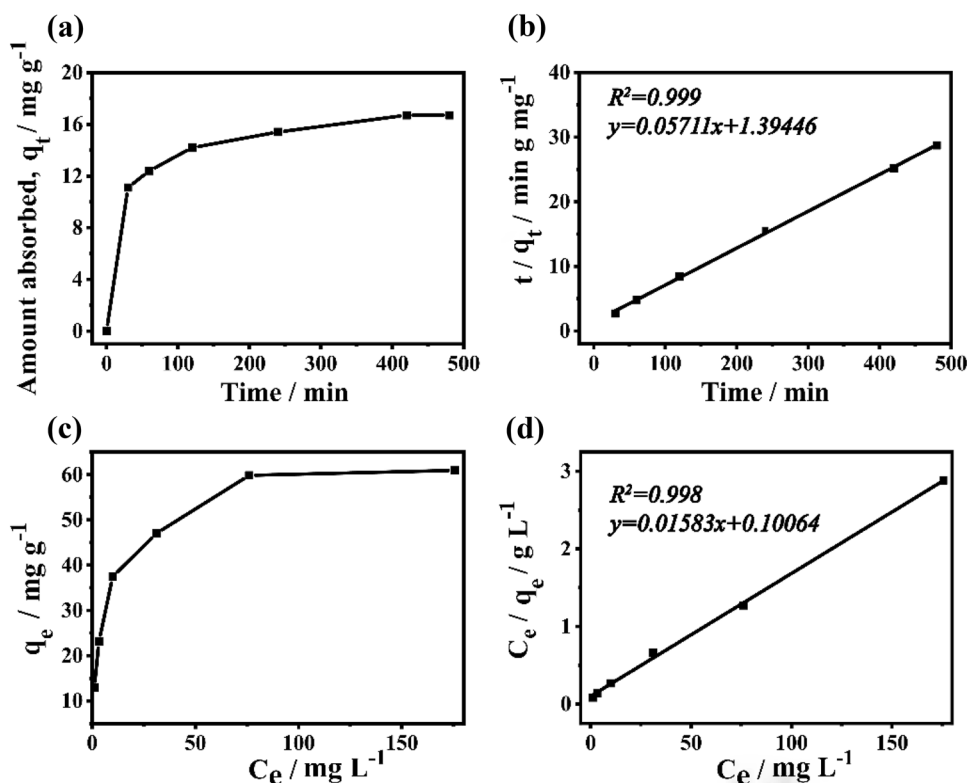 (a)
Amount absorbed, qt / mg g-1
20
16
12
8
4
0
0 100 200 300 400 500
Time / min
(b)
t / qt / min g mg-1
40
30
20
10
0
R²=0.999
y=0.05711x+1.39446
0 100 200 300 400 500
Time / min
(c)
qe / mg g-1
60
50
40
30
20
10
0 50 100 150
Ce / mg L-1
(d)
Ce / qe / g L-1
3
2
1
0
R²=0.998
y=0.01583x+0.10064
0 50 100 150
Ce / mg L-1